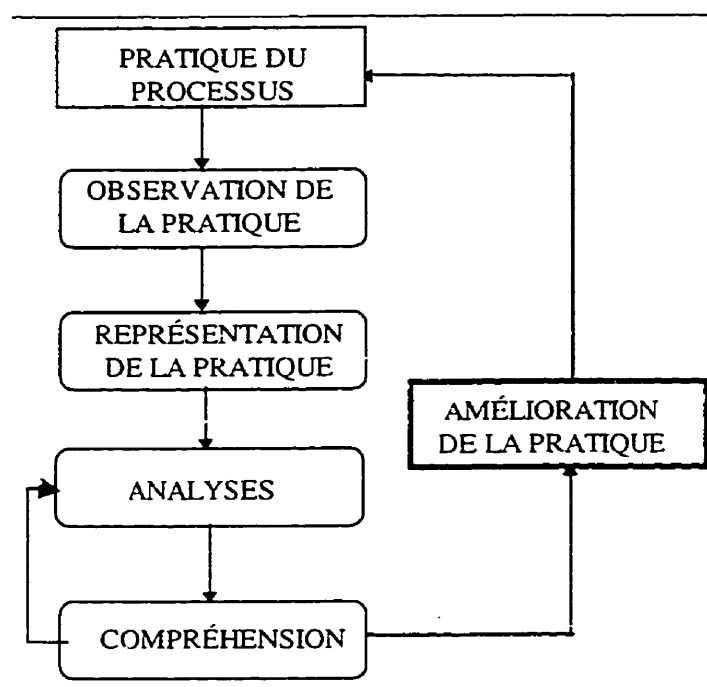 PRATIQUE DU
PROCESSUS
OBSERVATION DE
LA PRATIQUE
REPRÉSENTATION
DE LA PRATIQUE
ANALYSES
COMPRÉHENSION
AMÉLIORATION
DE LA PRATIQUE